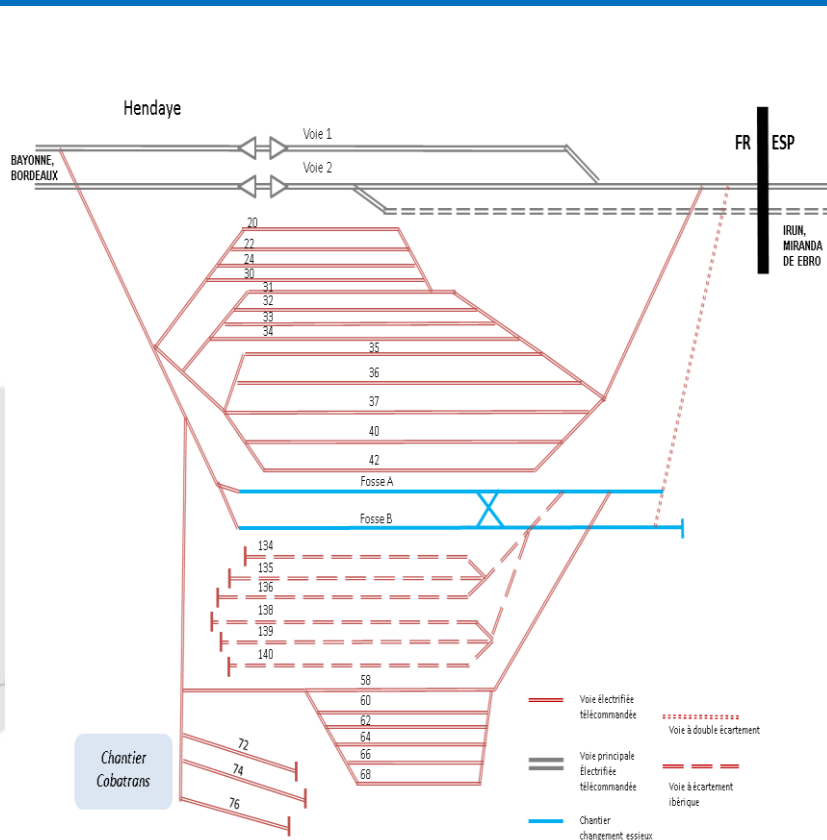 Hendaye
Voie 1
FR
ESP
BAYONNE,
BORDEAUX
Voie 2
20
IRUN,
MIRANDA
DE EBRO
22
24
30
31
32
33
34
35
36
37
40
42
Fosse A
Fosse B
134
135
136
138
139
140
58
60
62
64
66
68
72
74
76
Chantier
Cobatrans
Voie électrifiée
télécommandée
Voie à double écartement
Voie principale
Électrifiée
télécommandée
Voie à écartement
ibérique
Chantier
changement essieux